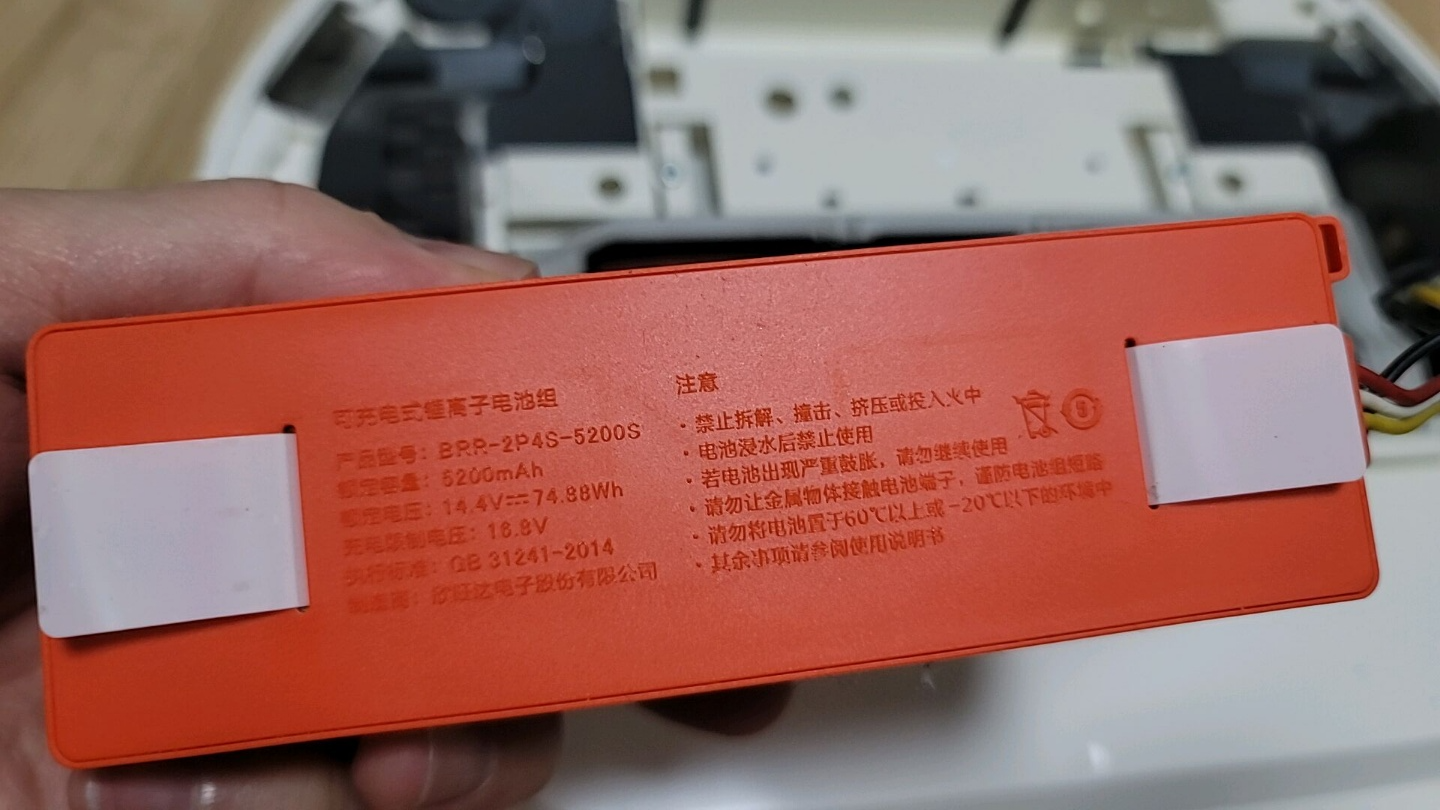 可充电式锂离子电池组
产品型号：BRR-2P4S-5200S
额定容量：5200mAh
额定电压：14.4V⎓74.88Wh
充电限制电压：16.8V
执行标准：GB 31241-2014
制造商：欣旺达电子股份有限公司
注意
· 禁止拆解、撞击、挤压或投入火中
· 电池浸水后禁止使用
· 若电池出现严重鼓胀，请勿继续使用
· 请勿让金属物体接触电池端子，谨防电池组短路
· 请勿将电池置于60℃以上或-20℃以下的环境中
· 其余事项请参阅使用说明书